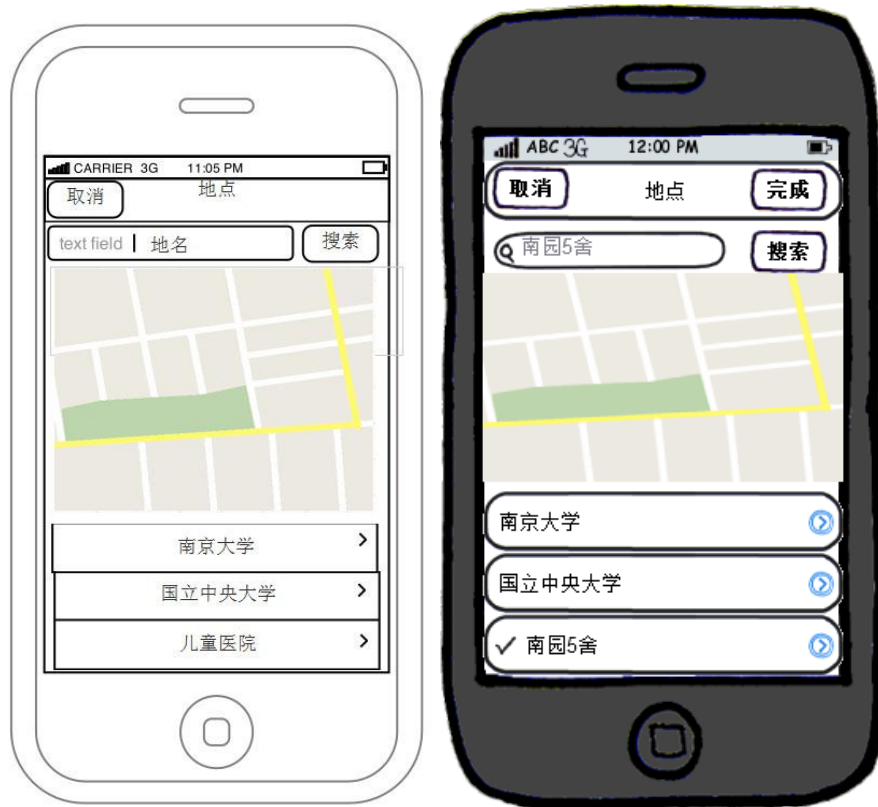 CARRIER 3G 11:05 PM
取消 地点
text field 地名 搜索
南京大学
国立中央大学
儿童医院
ABC 3G 12:00 PM
取消 地点 完成
南园5舍 搜索
南京大学
国立中央大学
南园5舍